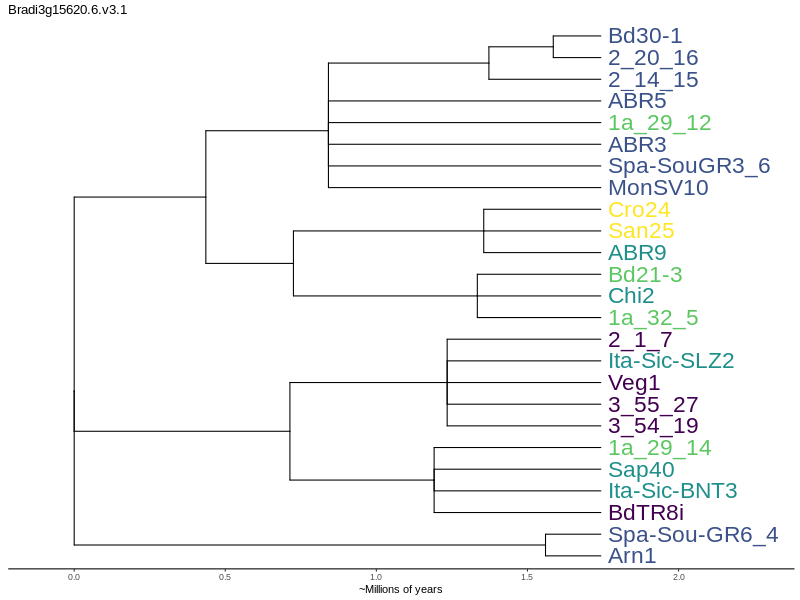 Bradi3g15620.6.v3.1
Bd30-1
2_20_16
2_14_15
ABR5
1a_29_12
ABR3
Spa-SouGR3_6
MonSV10
Cro24
San25
ABR9
Bd21-3
Chi2
1a_32_5
2_1_7
Ita-Sic-SLZ2
Veg1
3_55_27
3_54_19
1a_29_14
Sap40
Ita-Sic-BNT3
BdTR8i
Spa-Sou-GR6_4
Arn1
0.0 0.5 1.0 1.5 2.0
~Millions of years